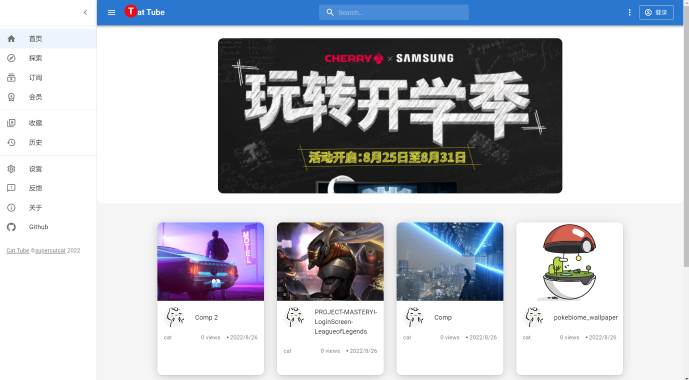 Cat Tube
Search...
登录
首页
探索
订阅
会员
收藏
历史
设置
反馈
关于
Github
Cat Tube ©supercutcat 2022
CHERRY × SAMSUNG
玩转开学季
活动开启：8月25日至8月31日
MOTEL
Comp 2
cat 0 views • 2022/8/26
PROJECT-MASTERYI-
LoginScreen-
LeagueofLegends
cat 0 views • 2022/8/26
Comp
cat 0 views • 2022/8/26
pokebiome_wallpaper
cat 0 views • 2022/8/26